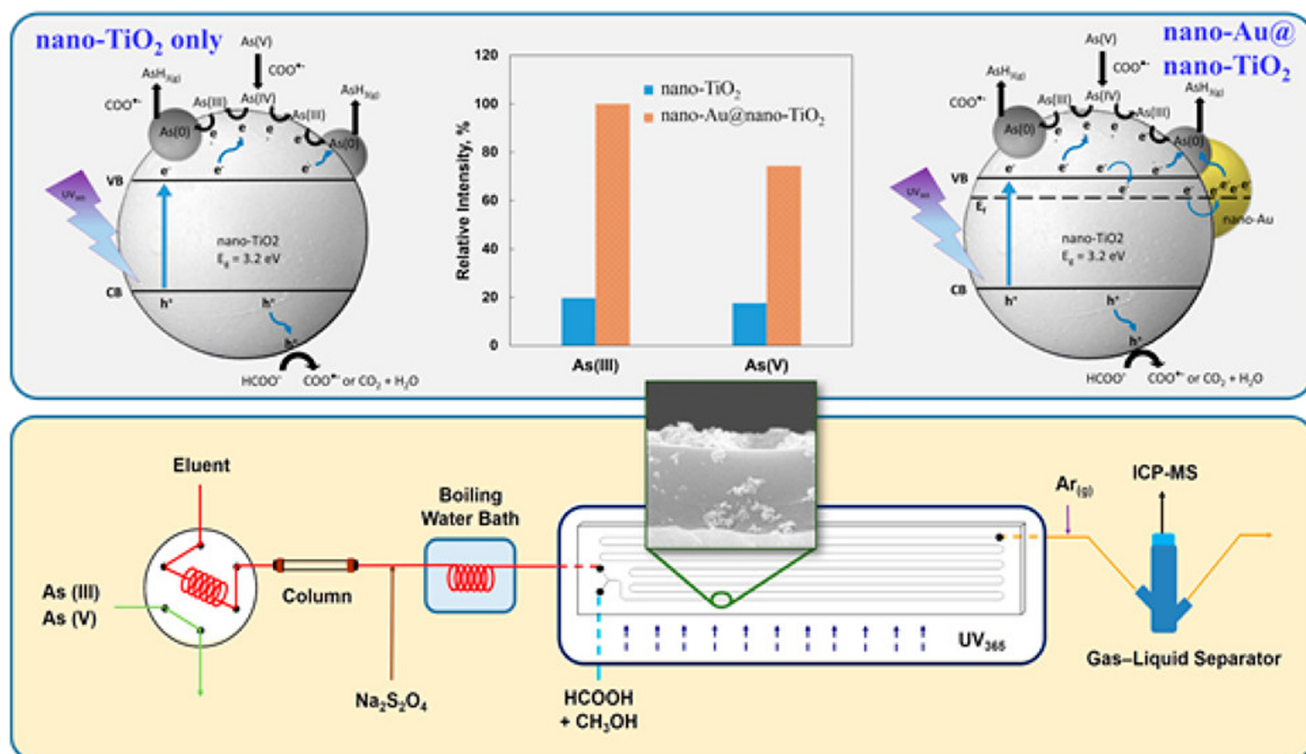 nano-TiO₂ only
As(V)
COO•-
AsH3(g)
COO•-
As(III)
As(IV)
As(III)
AsH3(g)
As(0)
e
e
e
e
As(0)
e-
e-
e-
VB
UV365
nano-TiO2
Eg = 3.2 eV
CB
h+
h+
h+
HCOO-
COO•- or CO2 + H2O
Relative Intensity, %
120
100
80
60
40
20
0
nano-TiO₂
nano-Au@nano-TiO₂
As(III)
As(V)
nano-Au@
nano-TiO₂
As(V)
COO•-
AsH3(g)
COO•-
As(III)
As(IV)
As(III)
AsH3(g)
As(0)
e
e
e
e
As(0)
e-
e-
e-
e-
VB
e-
e-
e- e- e- e-
Ef
nano-Au
UV365
nano-TiO2
Eg = 3.2 eV
CB
h+
h+
h+
HCOO-
COO•- or CO2 + H2O
Eluent
As (III)
As (V)
Column
Na₂S₂O₄
Boiling
Water Bath
HCOOH
+ CH₃OH
UV365
Ar(g)
ICP-MS
Gas–Liquid Separator